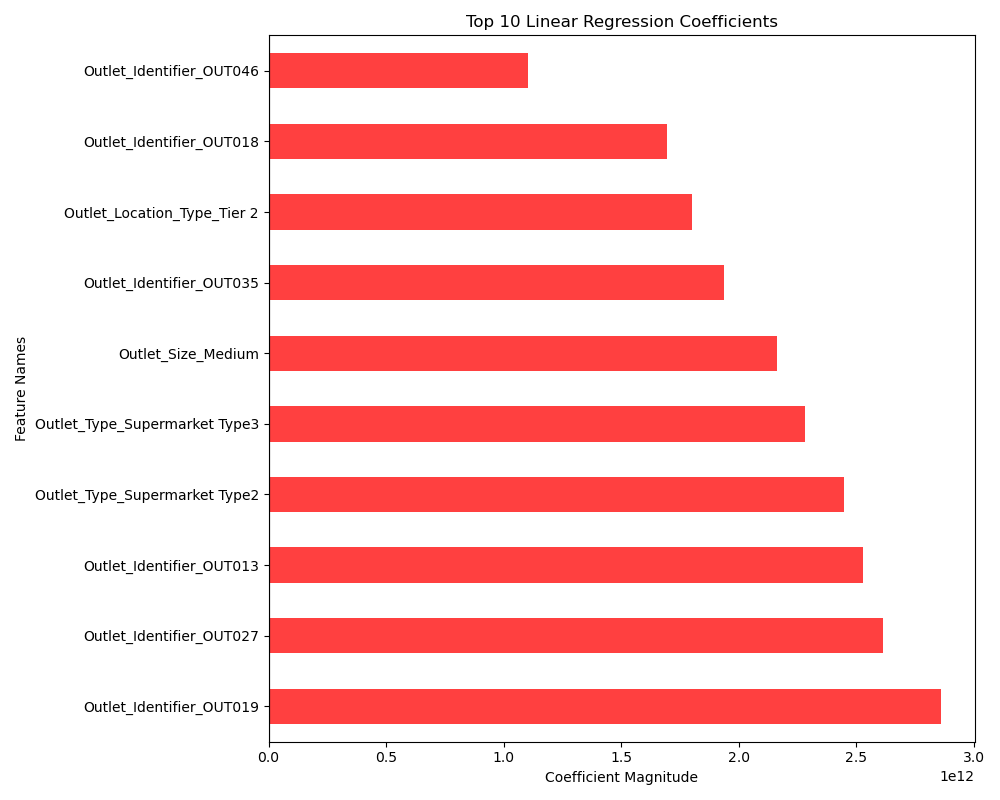 Top 10 Linear Regression Coefficients
Outlet_Identifier_OUT046
Outlet_Identifier_OUT018
Outlet_Location_Type_Tier 2
Outlet_Identifier_OUT035
Outlet_Size_Medium
Outlet_Type_Supermarket Type3
Outlet_Type_Supermarket Type2
Outlet_Identifier_OUT013
Outlet_Identifier_OUT027
Outlet_Identifier_OUT019
Feature Names
0.0 0.5 1.0 1.5 2.0 2.5 3.0
1e12
Coefficient Magnitude